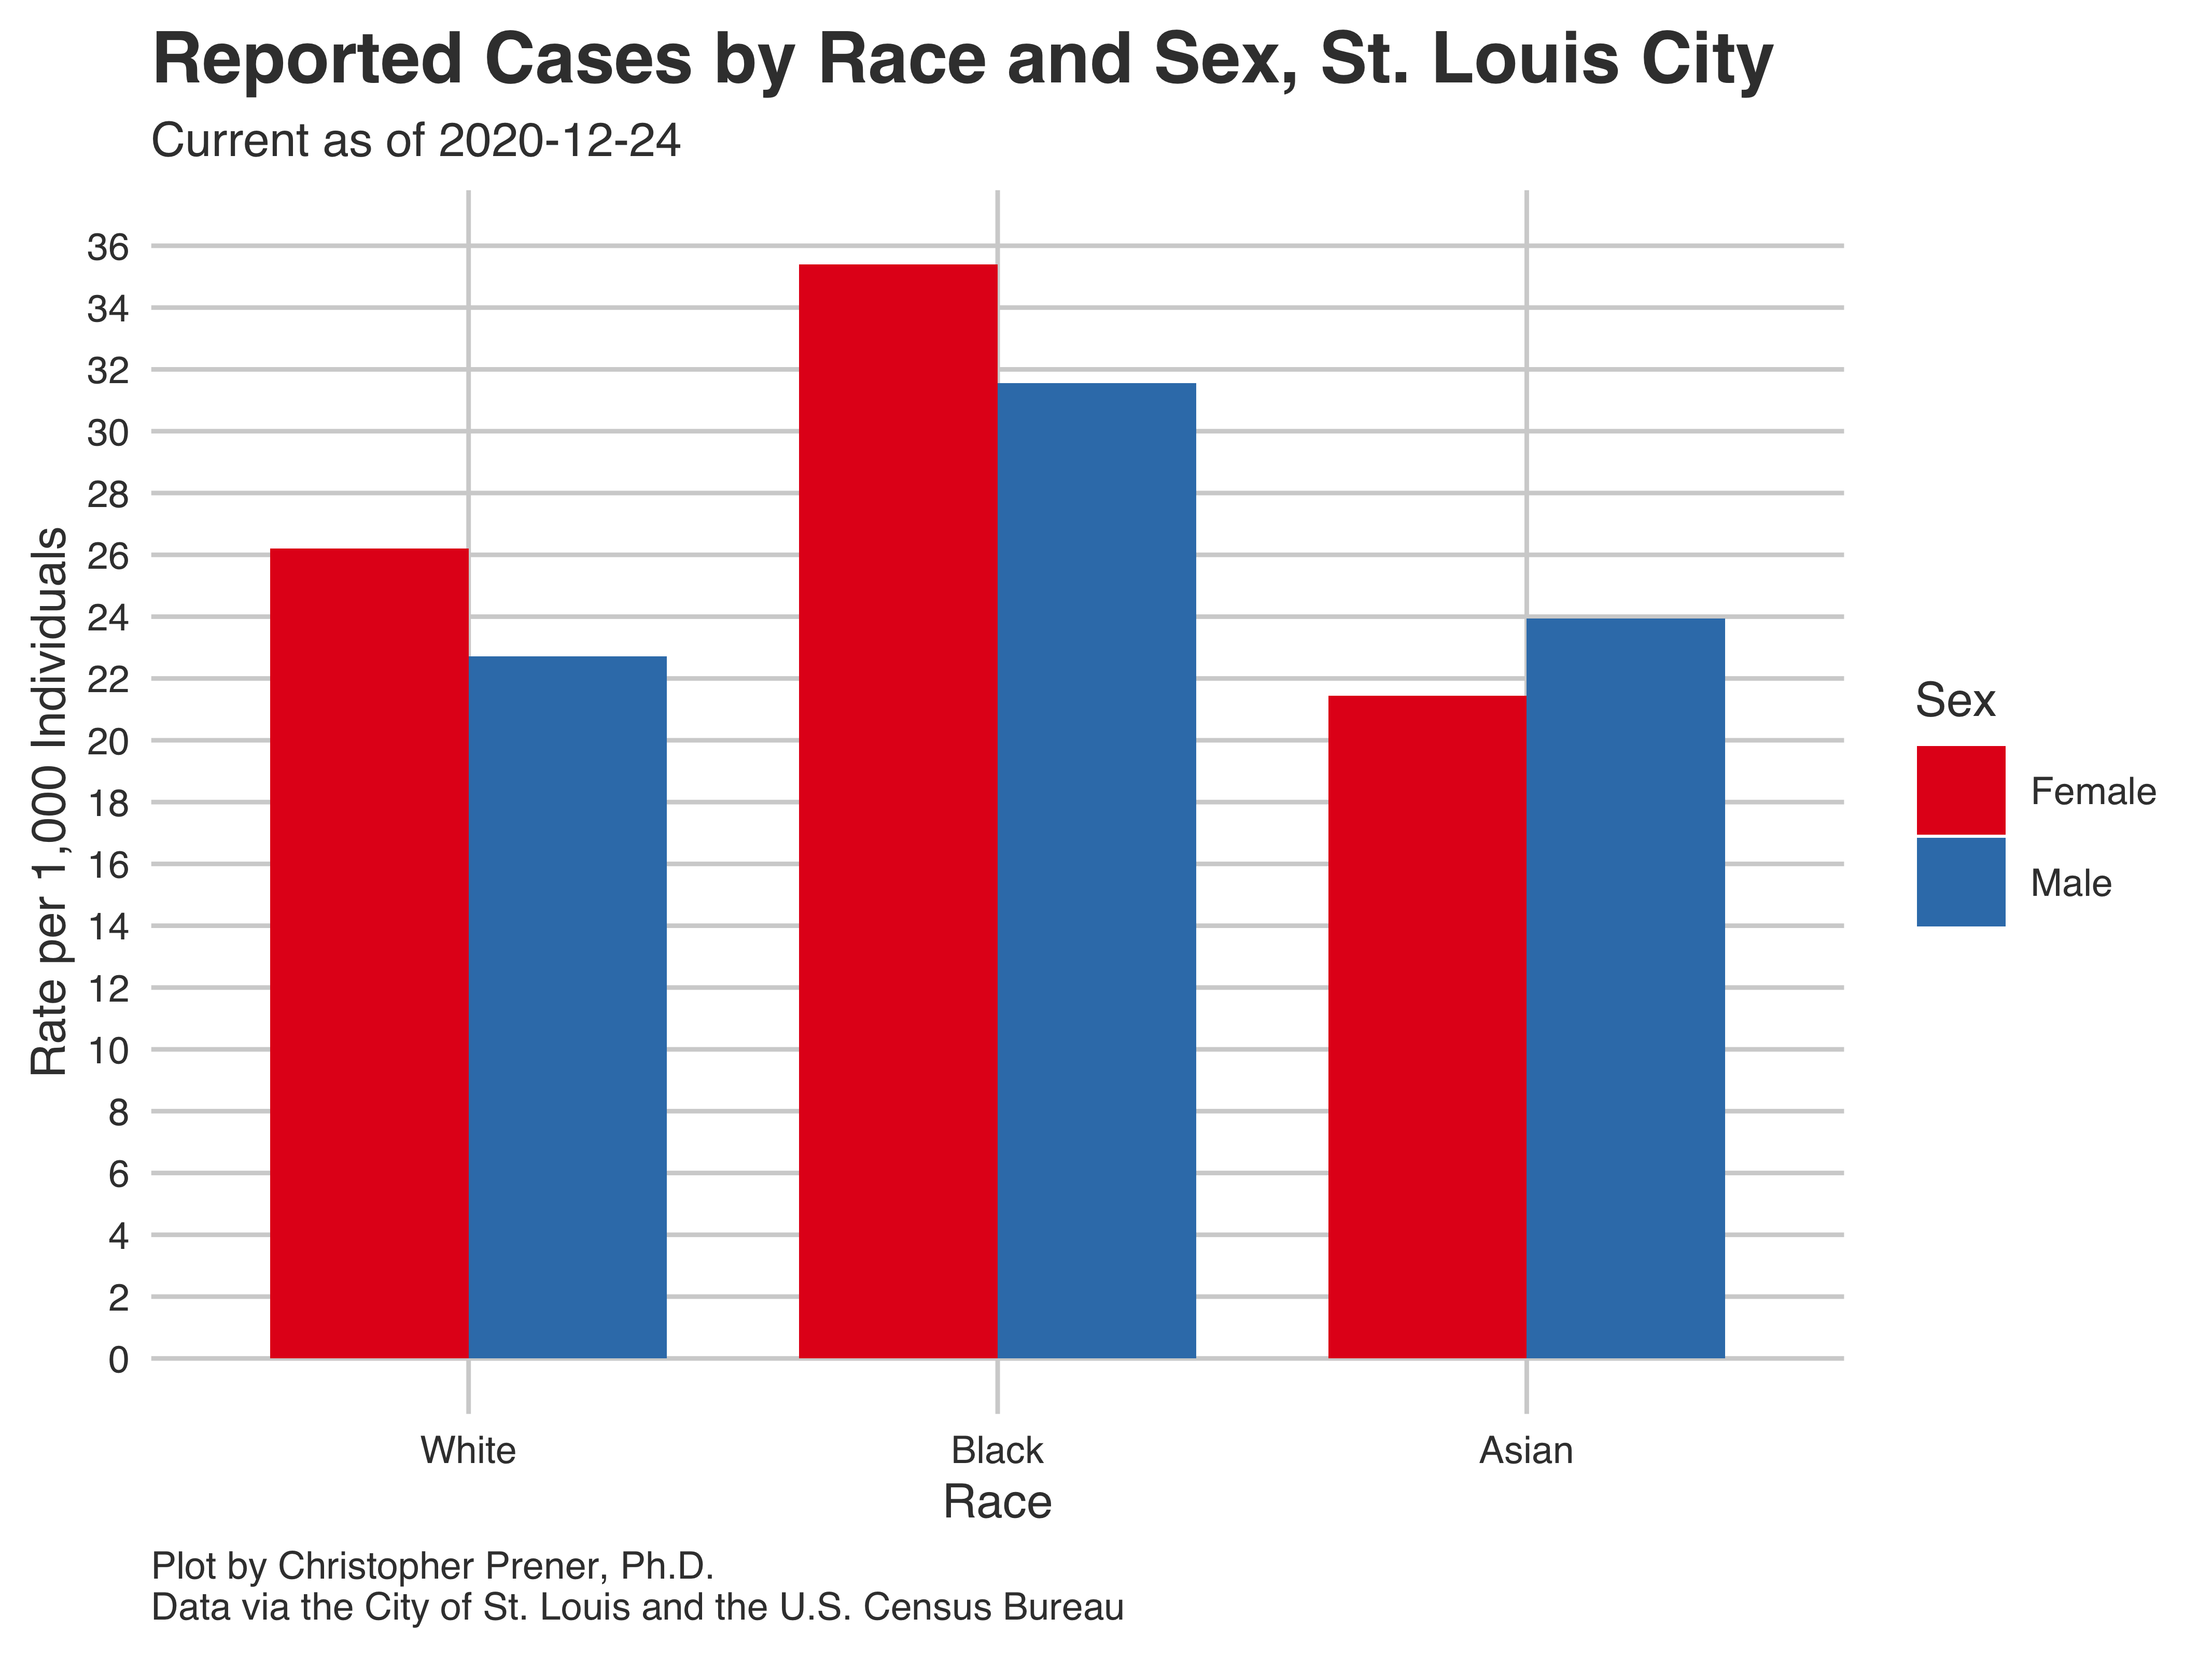 Reported Cases by Race and Sex, St. Louis City
Current as of 2020-12-24
36
34
32
30
28
26
24
22
20
18
16
14
12
10
8
6
4
2
0
Rate per 1,000 Individuals
White
Black
Asian
Race
Sex
Female
Male
Plot by Christopher Prener, Ph.D.
Data via the City of St. Louis and the U.S. Census Bureau